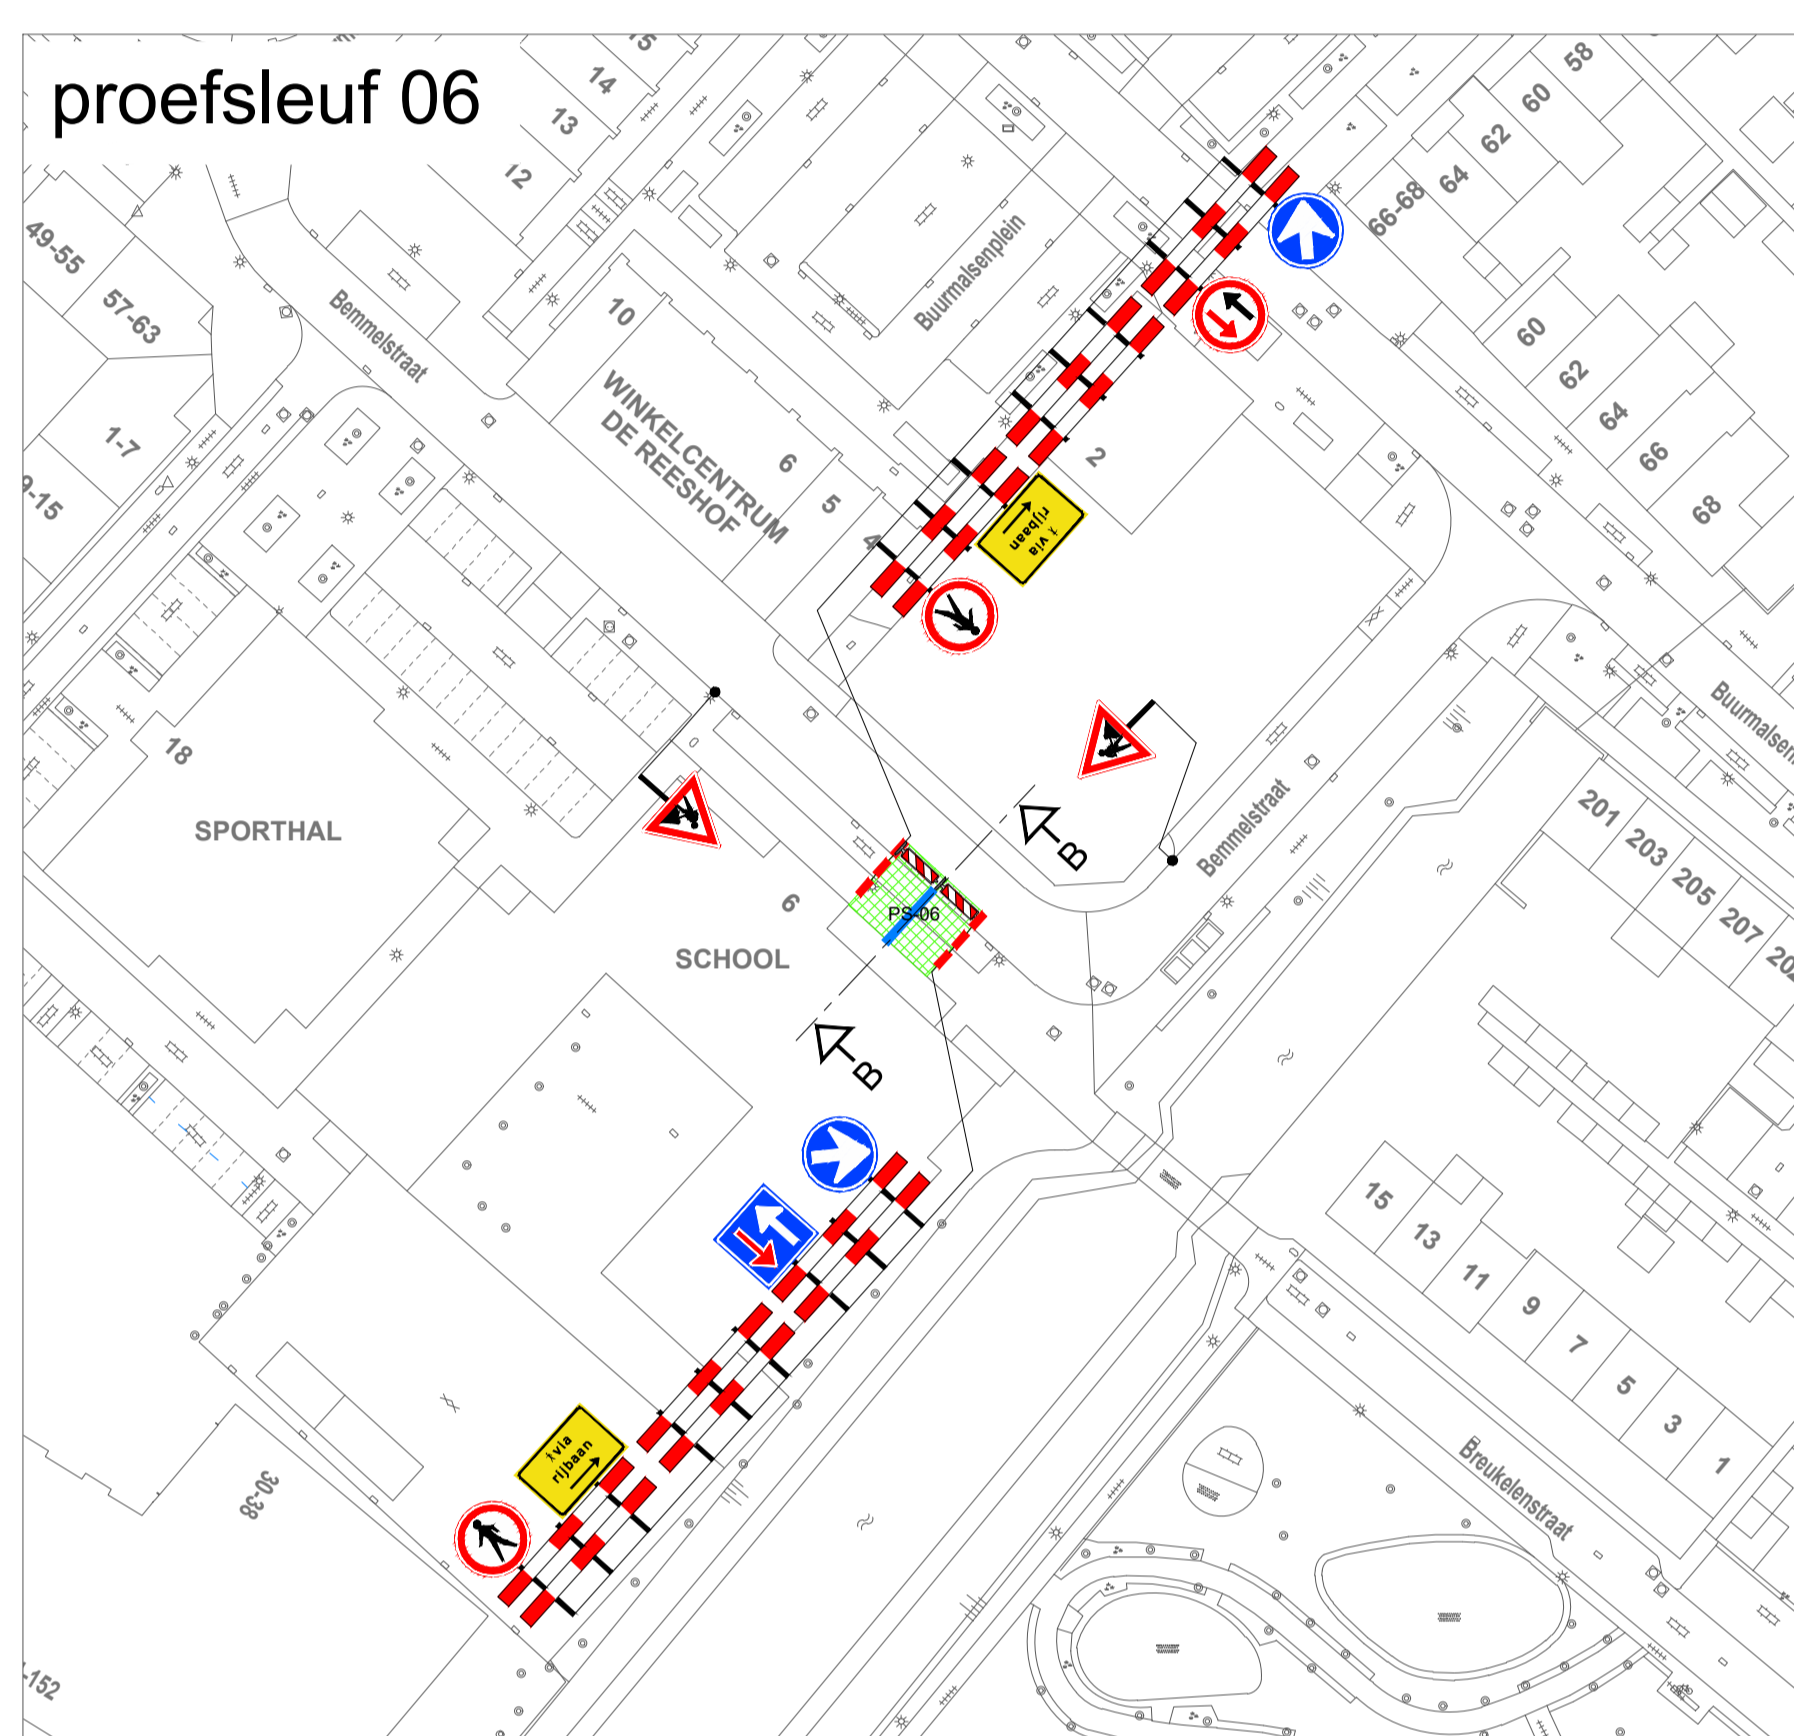 proefsleuf 06
15
14
13
12
58
60
62
64
66-68
49-55
57-63
1-7
9-15
Bemmelstraat
Buurmalsenplein
10
WINKELCENTRUM
DE REESHOF
6
5
4
2
60
62
64
66
68
via
rijbaan
18
SPORTHAL
6
SCHOOL
PS-06
B
B
Bemmelstraat
201
203
205
207
15
13
11
9
7
5
3
1
Breukelenstraat
via
rijbaan
30-38
-152